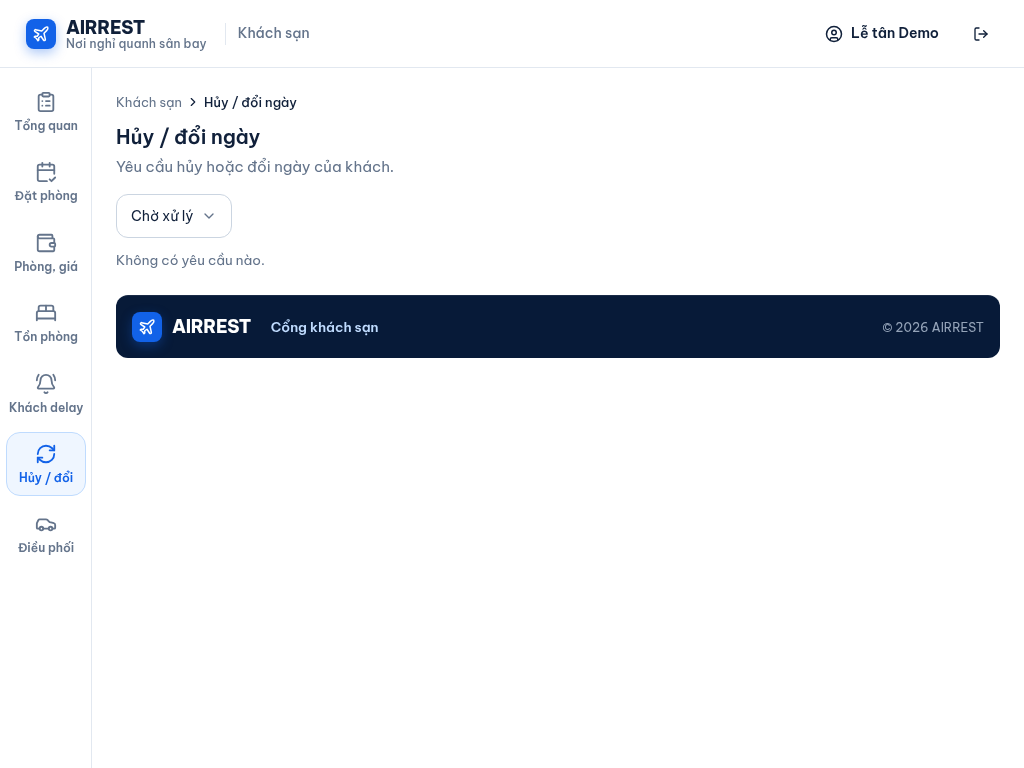 AIRREST
Nơi nghỉ quanh sân bay
Khách sạn
Lễ tân Demo
Tổng quan
Đặt phòng
Phòng, giá
Tồn phòng
Khách delay
Hủy / đổi
Điều phối
Khách sạn > Hủy / đổi ngày
Hủy / đổi ngày
Yêu cầu hủy hoặc đổi ngày của khách.
Chờ xử lý
Không có yêu cầu nào.
AIRREST Cổng khách sạn © 2026 AIRREST